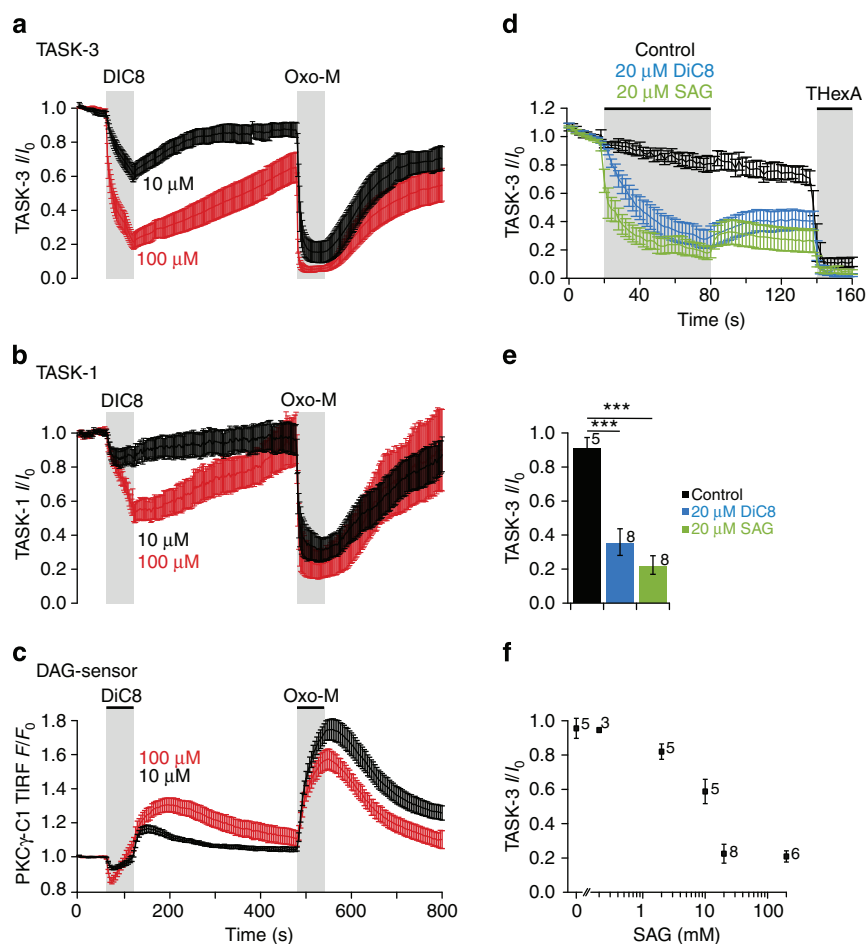 a
TASK-3
DIC8
Oxo-M
1.0
0.8
0.6
0.4
0.2
0.0
TASK-3 I/I0
10 μM
100 μM
b
TASK-1
DIC8
Oxo-M
1.0
0.8
0.6
0.4
0.2
0.0
TASK-1 I/I0
10 μM
100 μM
c
DAG-sensor
DiC8
Oxo-M
1.8
1.6
1.4
1.2
1.0
0.8
PKCγ-C1 TIRF F/F0
100 μM
10 μM
0
200
400
600
800
Time (s)
d
Control
20 μM DiC8
20 μM SAG
THexA
1.2
1.0
0.8
0.6
0.4
0.2
0.0
TASK-3 I/I0
0
40
80
120
160
Time (s)
e
***
***
1.0
0.8
0.6
0.4
0.2
0.0
TASK-3 I/I0
5
8
8
Control
20 μM DiC8
20 μM SAG
f
1.0
0.8
0.6
0.4
0.2
0.0
TASK-3 I/I0
5
3
5
5
8
6
0
1
10
100
SAG (mM)